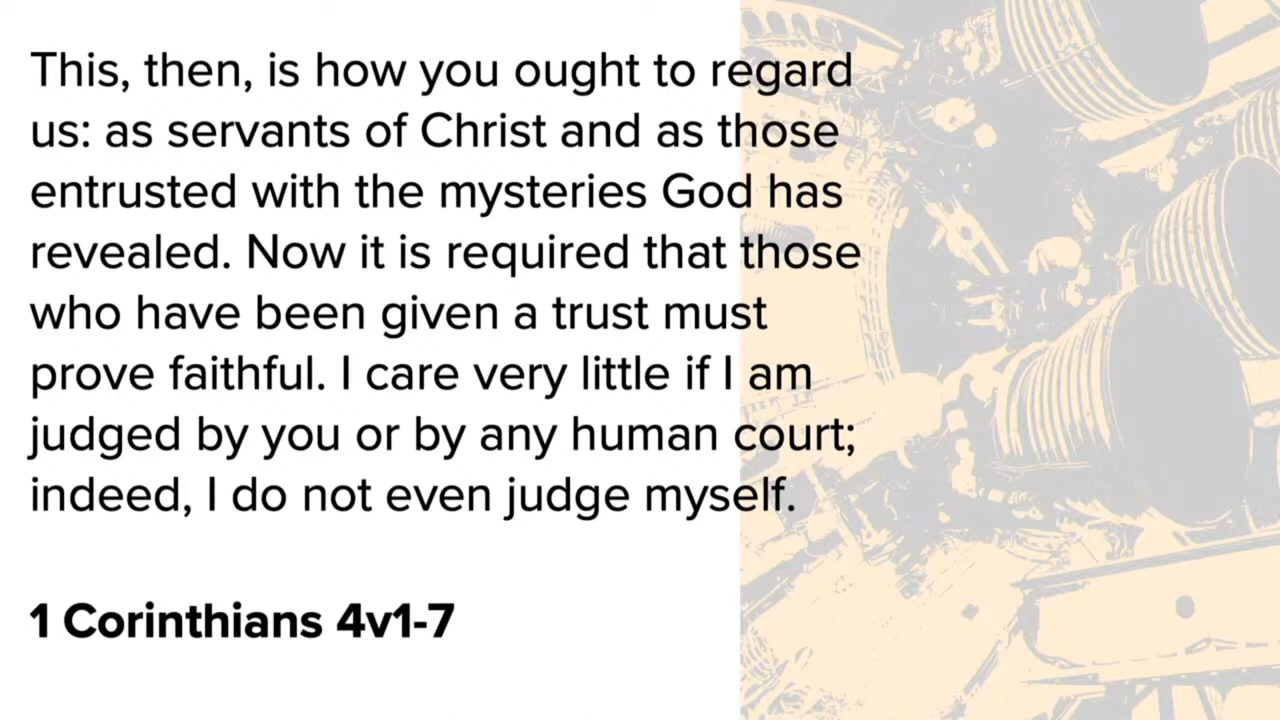 This, then, is how you ought to regard
us: as servants of Christ and as those
entrusted with the mysteries God has
revealed. Now it is required that those
who have been given a trust must
prove faithful. I care very little if I am
judged by you or by any human court;
indeed, I do not even judge myself.
1 Corinthians 4v1-7